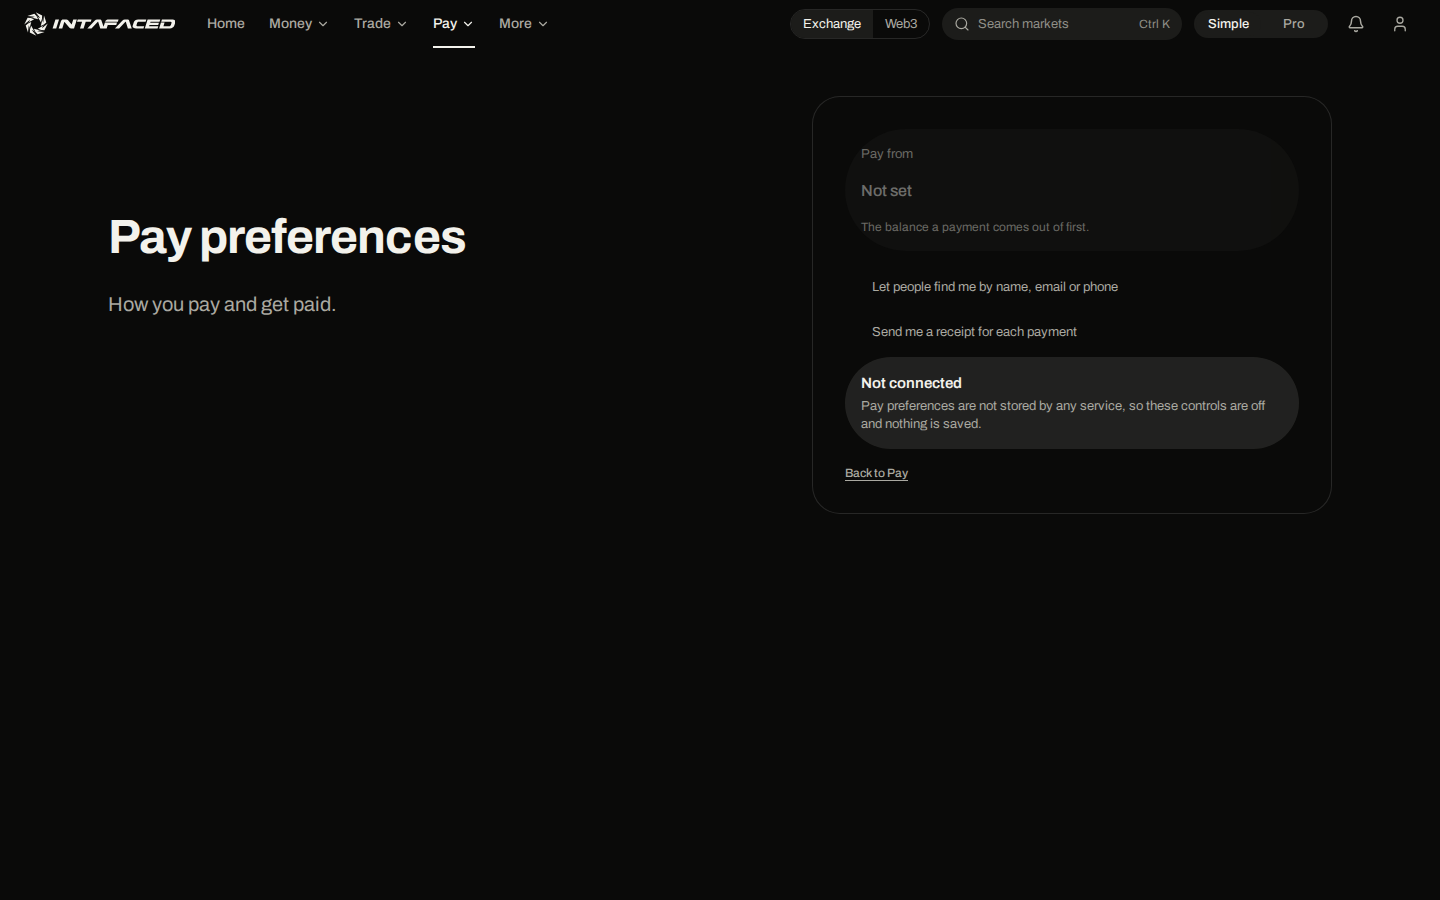 INTAFACED
Home
Money
Trade
Pay
More
Exchange
Web3
Search markets
Ctrl K
Simple
Pro
Pay preferences
How you pay and get paid.
Pay from
Not set
The balance a payment comes out of first.
Let people find me by name, email or phone
Send me a receipt for each payment
Not connected
Pay preferences are not stored by any service, so these controls are off
and nothing is saved.
Back to Pay